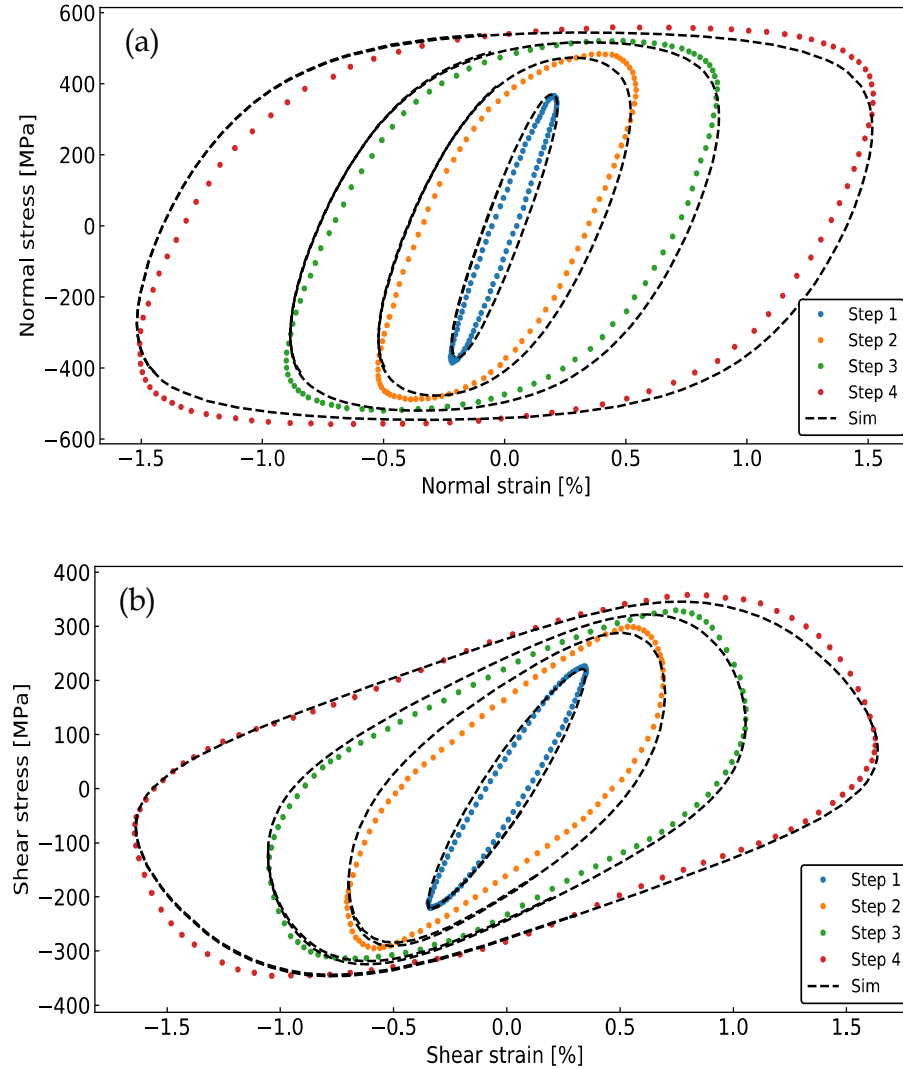 (a)
600
400
200
0
−200
−400
−600
Normal stress [MPa]
−1.5 −1.0 −0.5 0.0 0.5 1.0 1.5
Normal strain [%]
Step 1
Step 2
Step 3
Step 4
Sim
(b)
400
300
200
100
0
−100
−200
−300
−400
Shear stress [MPa]
−1.5 −1.0 −0.5 0.0 0.5 1.0 1.5
Shear strain [%]
Step 1
Step 2
Step 3
Step 4
Sim